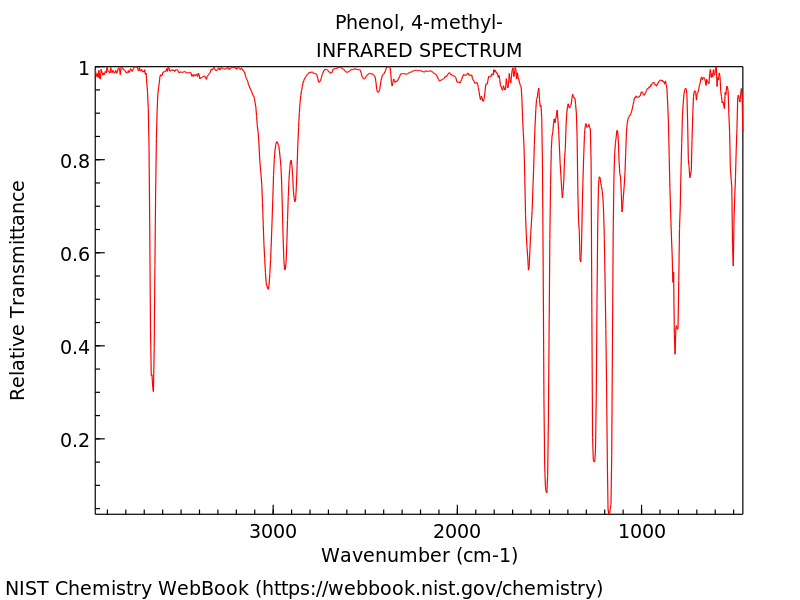 Phenol, 4-methyl-
INFRARED SPECTRUM
1
0.8
0.6
0.4
0.2
Relative Transmittance
3000
2000
1000
Wavenumber (cm-1)
NIST Chemistry WebBook (https://webbook.nist.gov/chemistry)